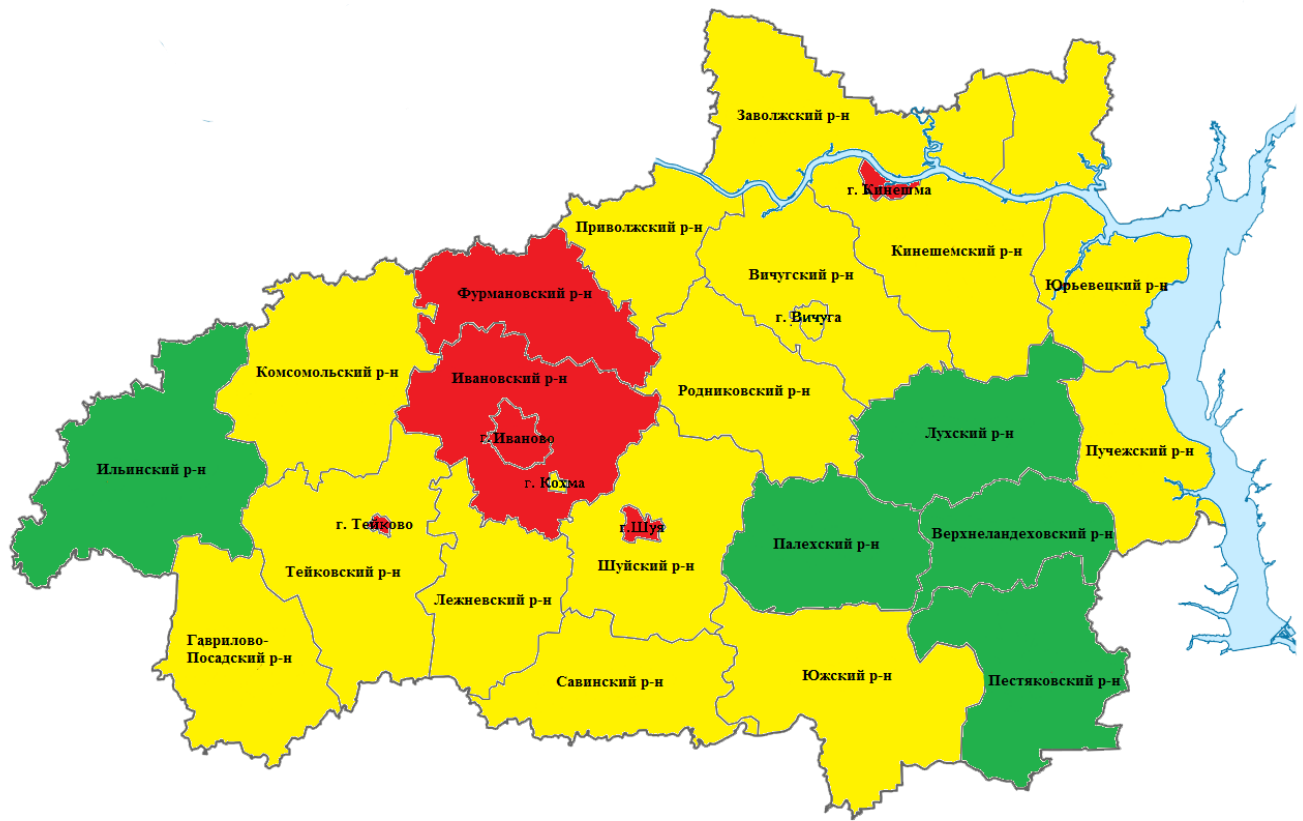 Заволжский р-н
г. Кинешма
Приволжский р-н
Кинешемский р-н
Вичугский р-н
Юрьевецкий р-н
Фурмановский р-н
г. Вичуга
Комсомольский р-н
Ивановский р-н
Родниковский р-н
Лухский р-н
г. Иваново
Пучежский р-н
Ильинский р-н
г. Кохма
г. Тейково
г.Шуя
Верхнеландеховский р-н
Палехский р-н
Шуйский р-н
Тейковский р-н
Лежневский р-н
Гаврилово-
Посадский р-н
Южский р-н
Савинский р-н
Пестяковский р-н